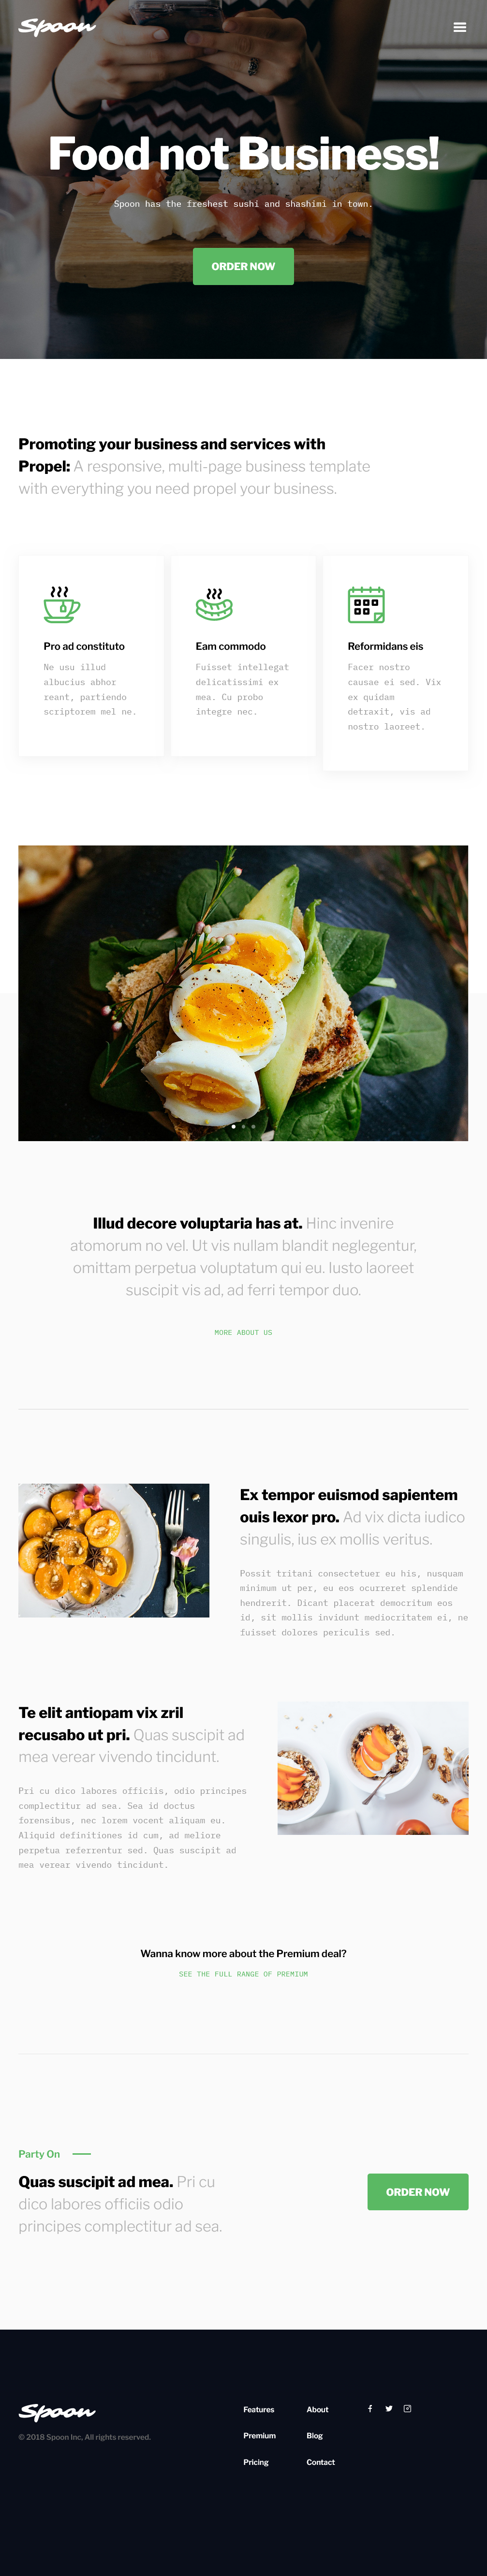 Spoon
Food not Business!
Spoon has the freshest sushi and shashimi in town.
ORDER NOW
Promoting your business and services with
Propel: A responsive, multi-page business template
with everything you need propel your business.
Pro ad constituto
Ne usu illud
albucius abhor
reant, partiendo
scriptorem mel ne.
Eam commodo
Fuisset intellegat
delicatissimi ex
mea. Cu probo
integre nec.
Reformidans eis
Facer nostro
causae ei sed. Vix
ex quidam
detraxit, vis ad
nostro laoreet.
Illud decore voluptaria has at. Hinc invenire
atomorum no vel. Ut vis nullam blandit neglegentur,
omittam perpetua voluptatum qui eu. Iusto laoreet
suscipit vis ad, ad ferri tempor duo.
MORE ABOUT US
Ex tempor euismod sapientem
ouis lexor pro. Ad vix dicta iudico
singulis, ius ex mollis veritus.
Possit tritani consectetuer eu his, nusquam
minimum ut per, eu eos ocurreret splendide
hendrerit. Dicant placerat democritum eos
id, sit mollis invidunt mediocritatem ei, ne
fuisset dolores periculis sed.
Te elit antiopam vix zril
recusabo ut pri. Quas suscipit ad
mea verear vivendo tincidunt.
Pri cu dico labores officiis, odio principes
complectitur ad sea. Sea id doctus
forensibus, nec lorem vocent aliquam eu.
Aliquid definitiones id cum, ad meliore
perpetua referrentur sed. Quas suscipit ad
mea verear vivendo tincidunt.
Wanna know more about the Premium deal?
SEE THE FULL RANGE OF PREMIUM
Party On
Quas suscipit ad mea. Pri cu
dico labores officiis odio
principes complectitur ad sea.
ORDER NOW
Spoon
© 2018 Spoon Inc, All rights reserved.
Features
Premium
Pricing
About
Blog
Contact